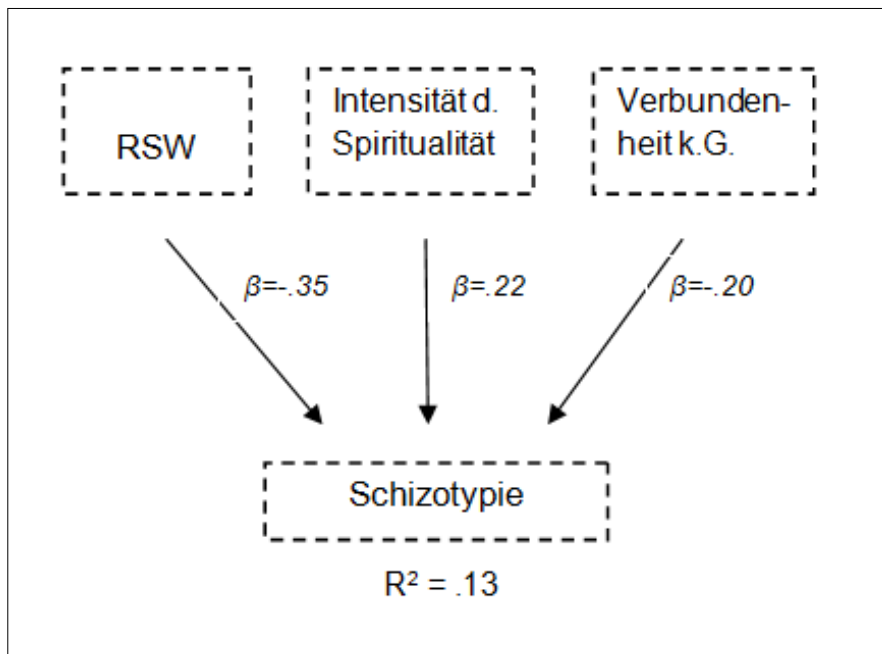 RSW
Intensität d.
Spiritualität
Verbunden-
heit k.G.
β=-.35
β=.22
β=-.20
Schizotypie
R² = .13